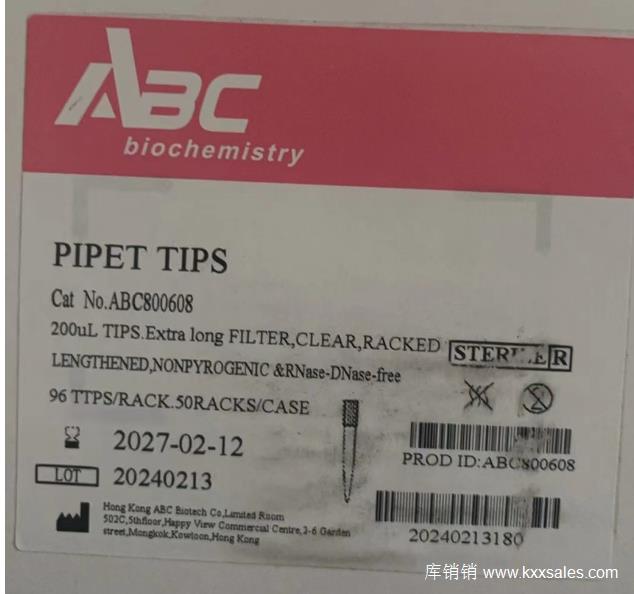 ABC
biochemistry
PIPET TIPS
Cat No.ABC800608
200uL TIPS.Extra long FILTER,CLEAR,RACKED
STERILE R
LENGTHENED,NONPYROGENIC &RNase-DNase-free
96 TTPS/RACK.50RACKS/CASE
2027-02-12
PROD ID:ABC800608
LOT 20240213
Hong Kong ABC Biotech Co,Limited Room
502C,5thfloor,Happy View Commercial Centre,2-6 Garden
street,Mongkok,Kowloon,Hong Kong
20240213180
库销销 www.kxxsales.com